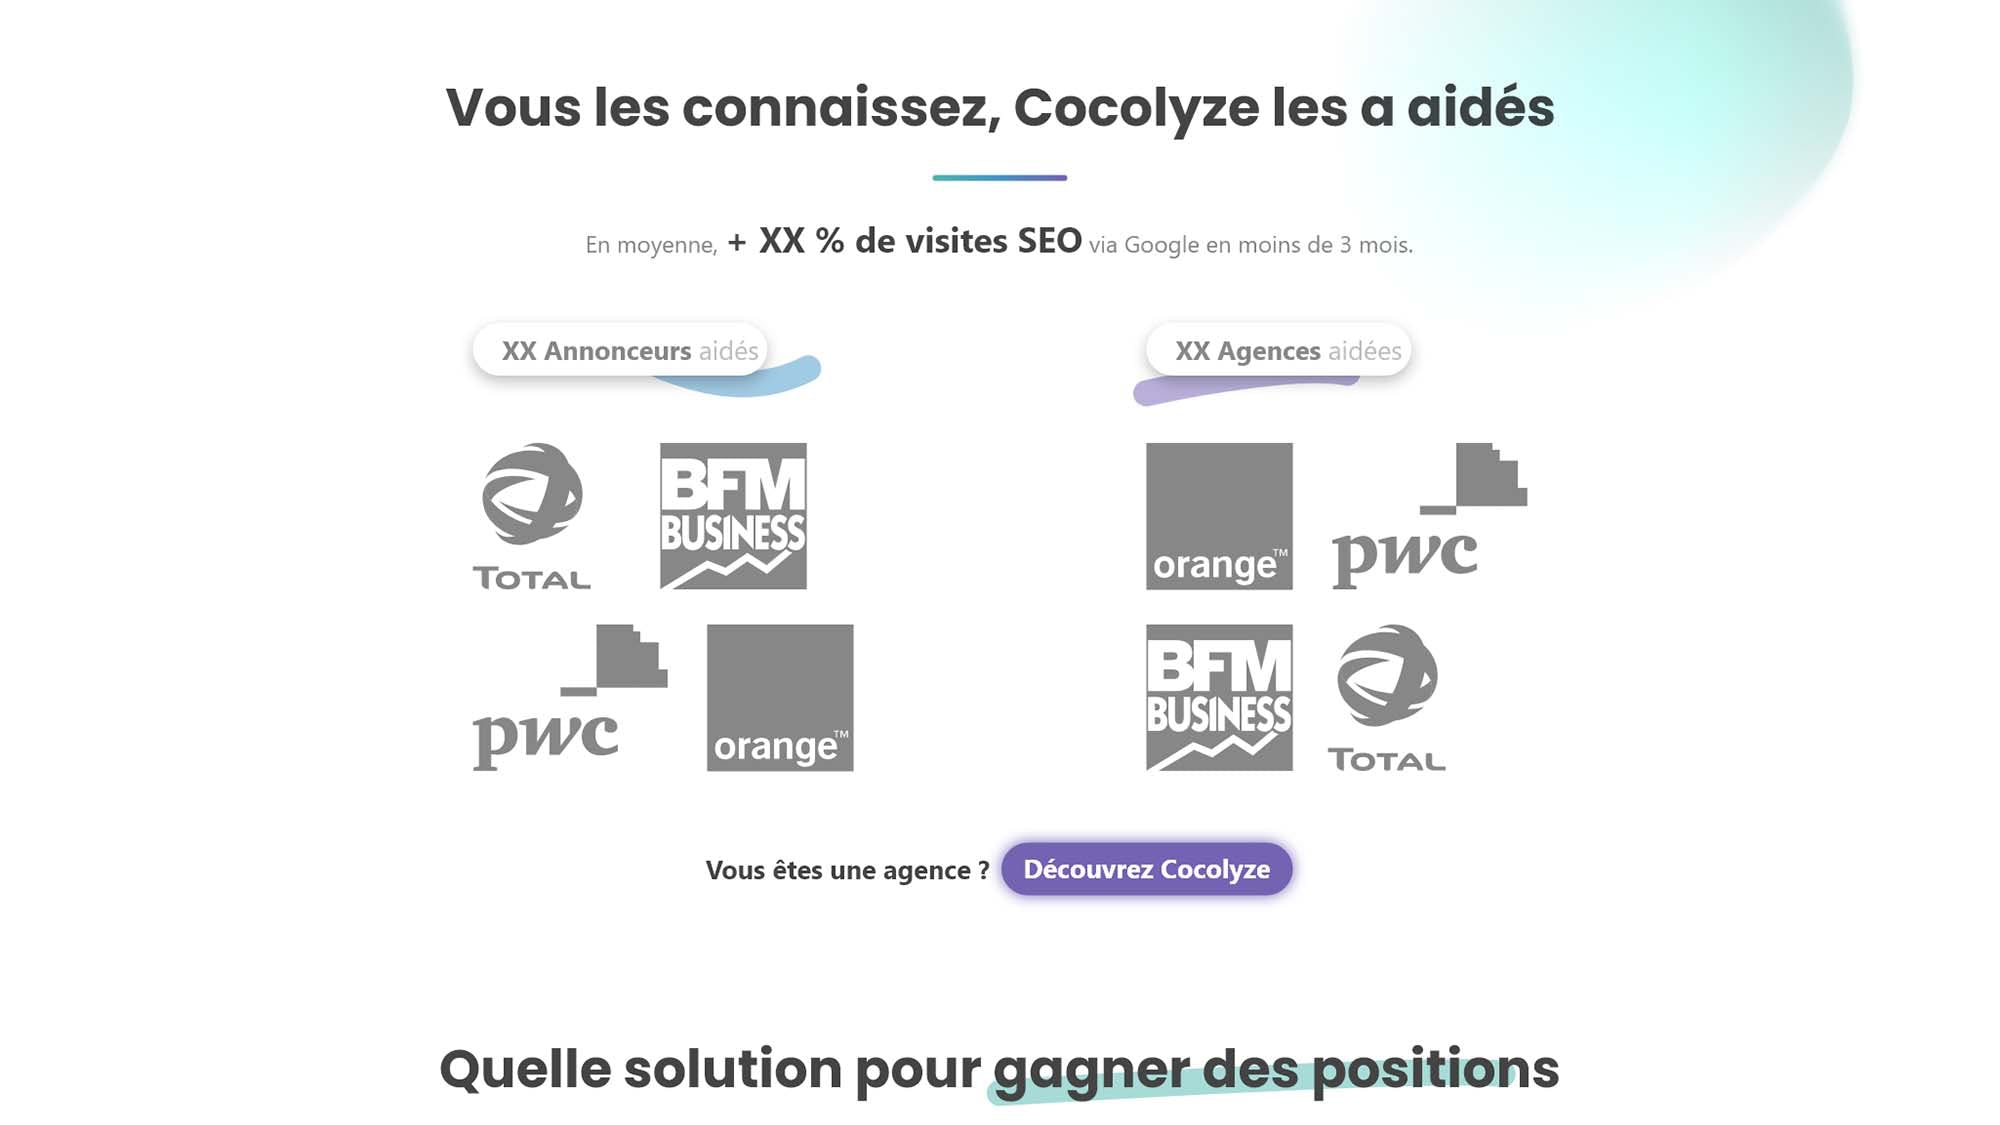 Vous les connaissez, Cocolyze les a aidés
En moyenne, + XX % de visites SEO via Google en moins de 3 mois.
XX Annonceurs aidés
TOTAL
BFM
BUSINESS
pwc
orange™
XX Agences aidées
orange™
pwc
BFM
BUSINESS
TOTAL
Vous êtes une agence ? Découvrez Cocolyze
Quelle solution pour gagner des positions